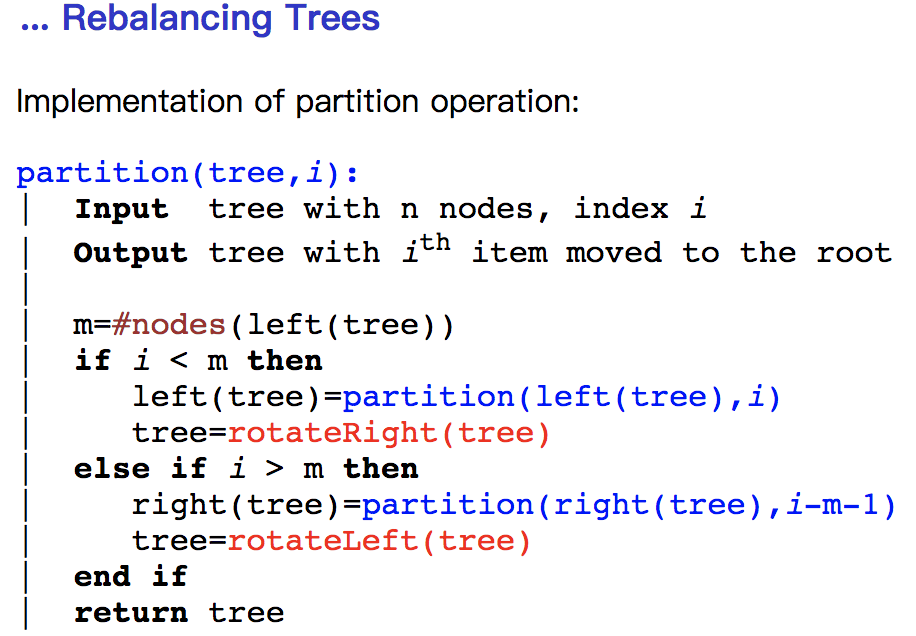 ... Rebalancing Trees
Implementation of partition operation:
partition(tree,i):
| Input tree with n nodes, index i
| Output tree with ith item moved to the root
|
| m=#nodes(left(tree))
| if i < m then
| left(tree)=partition(left(tree),i)
| tree=rotateRight(tree)
| else if i > m then
| right(tree)=partition(right(tree),i-m-1)
| tree=rotateLeft(tree)
| end if
| return tree